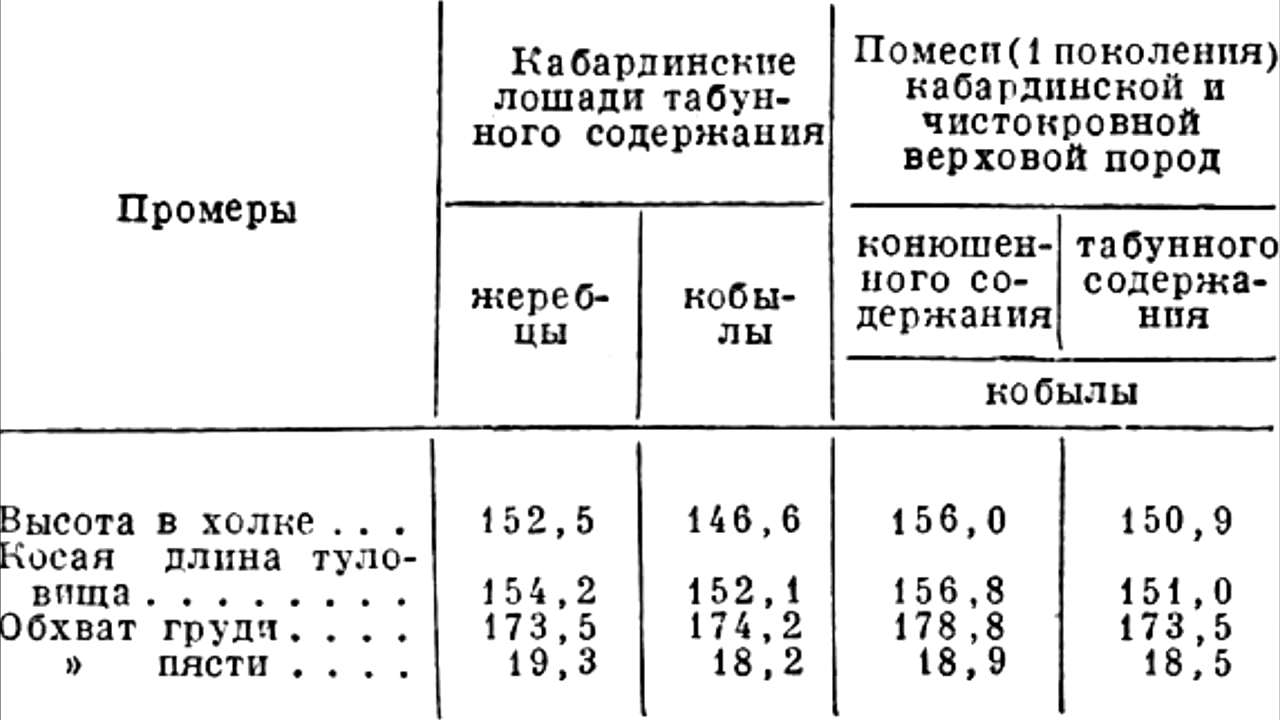 Промеры
Кабардинские
лошади табун-
ного содержания
жереб-
цы
кобы-
лы
Помеси (1 поколения)
кабардинской и
чистокровной
верховой пород
конюшен-
ного со-
держания
табунного
содержа-
ния
кобылы
Высота в холке . . . 152,5 146,6 156,0 150,9
Косая длина туло-
вища . . . . . . . . 154,2 152,1 156,8 151,0
Обхват груди . . . . 173,5 174,2 178,8 173,5
» пясти . . . . 19,3 18,2 18,9 18,5